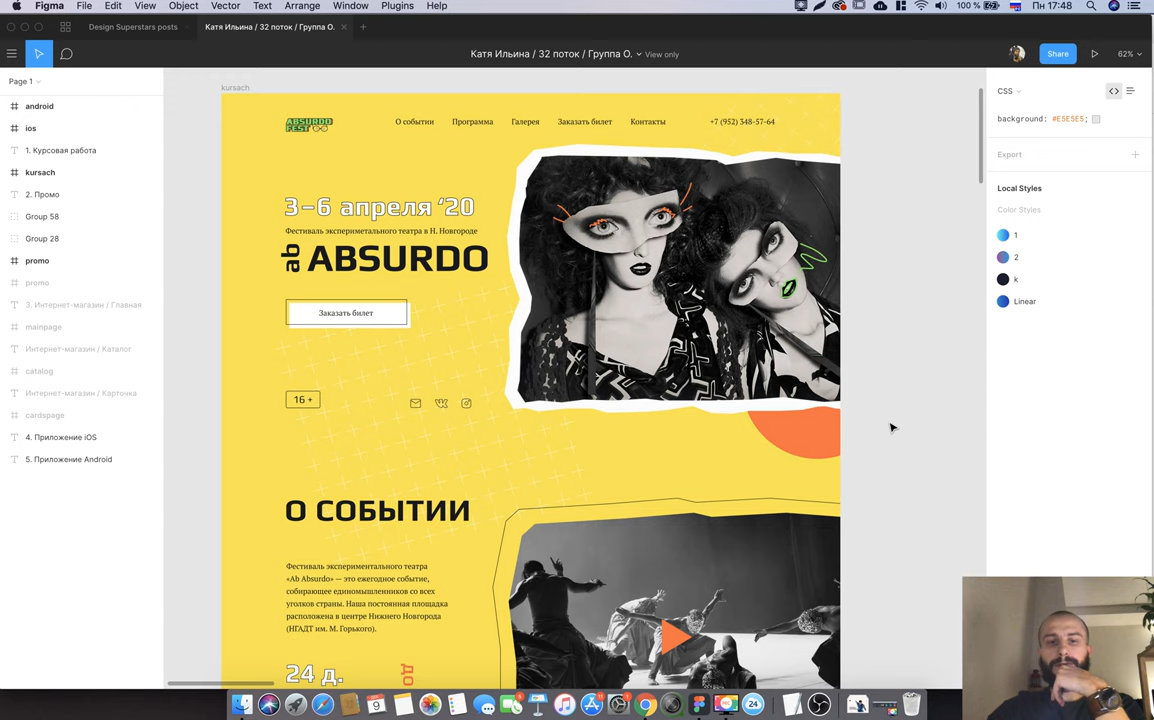 Figma File Edit View Object Vector Text Arrange Window Plugins Help
100 % Пн 17:48
Design Superstars posts
Катя Ильина / 32 поток / Группа О.
Катя Ильина / 32 поток / Группа О. View only
Share
62%
Page 1
android
ios
1. Курсовая работа
kursach
2. Промо
Group 58
Group 28
promo
promo
3. Интернет-магазин / Главная
mainpage
Интернет-магазин / Каталог
catalog
Интернет-магазин / Карточка
cardspage
4. Приложение iOS
5. Приложение Android
kursach
ABSURDO
FEST
О событии Программа Галерея Заказать билет Контакты +7 (952) 348-57-64
3–6 апреля ‘20
Фестиваль экспериметального театра в Н. Новгороде
ab ABSURDO
Заказать билет
16 +
О СОБЫТИИ
Фестиваль экспериментального театра
«Ab Absurdo» — это ежегодное событие,
собирающее единомышленников со всех
уголков страны. Наша постоянная площадка
расположена в центре Нижнего Новгорода
(НГАДТ им. М. Горького).
24 д.
ДО
CSS
background: #E5E5E5;
Export
Local Styles
Color Styles
1
2
k
Linear
9
24